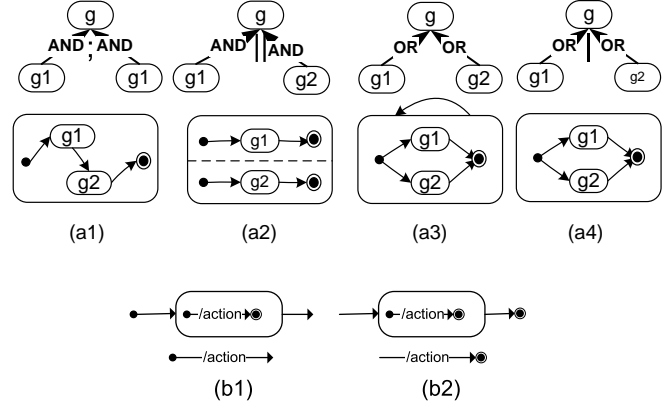 g g g g
AND ; AND AND || AND OR OR OR | OR
g1 g1 g1 g2 g1 g2 g1 g2
g1 g1 g1 g1
g2 g2 g2 g2
(a1) (a2) (a3) (a4)
/action /action
/action /action
(b1) (b2)